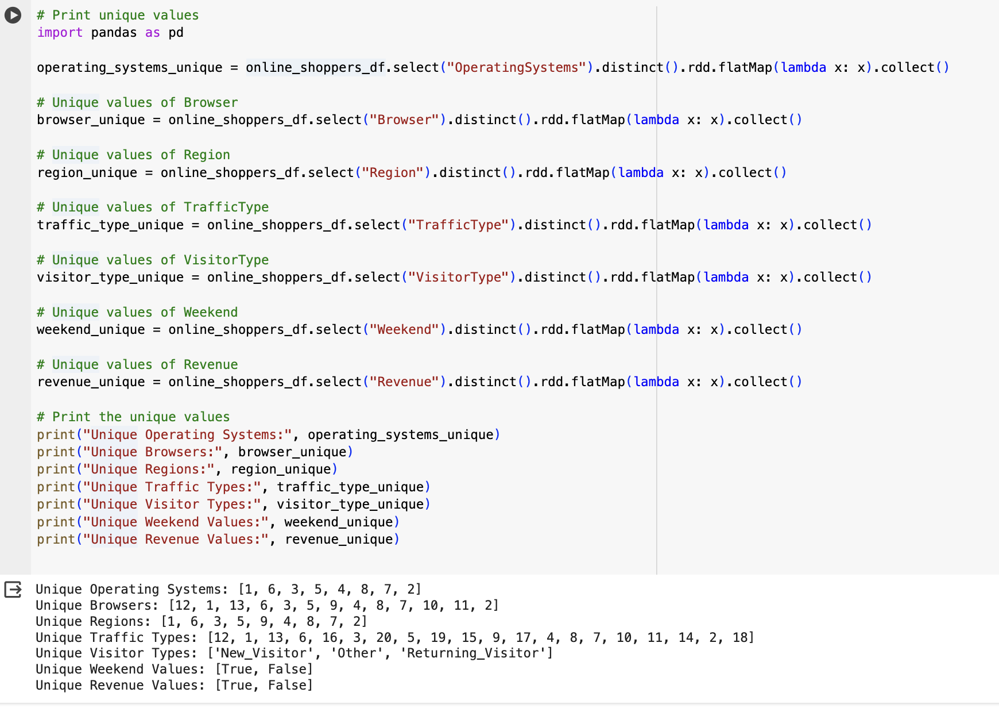 # Print unique values
import pandas as pd
operating_systems_unique = online_shoppers_df.select("OperatingSystems").distinct().rdd.flatMap(lambda x: x).collect()
# Unique values of Browser
browser_unique = online_shoppers_df.select("Browser").distinct().rdd.flatMap(lambda x: x).collect()
# Unique values of Region
region_unique = online_shoppers_df.select("Region").distinct().rdd.flatMap(lambda x: x).collect()
# Unique values of TrafficType
traffic_type_unique = online_shoppers_df.select("TrafficType").distinct().rdd.flatMap(lambda x: x).collect()
# Unique values of VisitorType
visitor_type_unique = online_shoppers_df.select("VisitorType").distinct().rdd.flatMap(lambda x: x).collect()
# Unique values of Weekend
weekend_unique = online_shoppers_df.select("Weekend").distinct().rdd.flatMap(lambda x: x).collect()
# Unique values of Revenue
revenue_unique = online_shoppers_df.select("Revenue").distinct().rdd.flatMap(lambda x: x).collect()
# Print the unique values
print("Unique Operating Systems:", operating_systems_unique)
print("Unique Browsers:", browser_unique)
print("Unique Regions:", region_unique)
print("Unique Traffic Types:", traffic_type_unique)
print("Unique Visitor Types:", visitor_type_unique)
print("Unique Weekend Values:", weekend_unique)
print("Unique Revenue Values:", revenue_unique)
Unique Operating Systems: [1, 6, 3, 5, 4, 8, 7, 2]
Unique Browsers: [12, 1, 13, 6, 3, 5, 9, 4, 8, 7, 10, 11, 2]
Unique Regions: [1, 6, 3, 5, 9, 4, 8, 7, 2]
Unique Traffic Types: [12, 1, 13, 6, 16, 3, 20, 5, 19, 15, 9, 17, 4, 8, 7, 10, 11, 14, 2, 18]
Unique Visitor Types: ['New_Visitor', 'Other', 'Returning_Visitor']
Unique Weekend Values: [True, False]
Unique Revenue Values: [True, False]